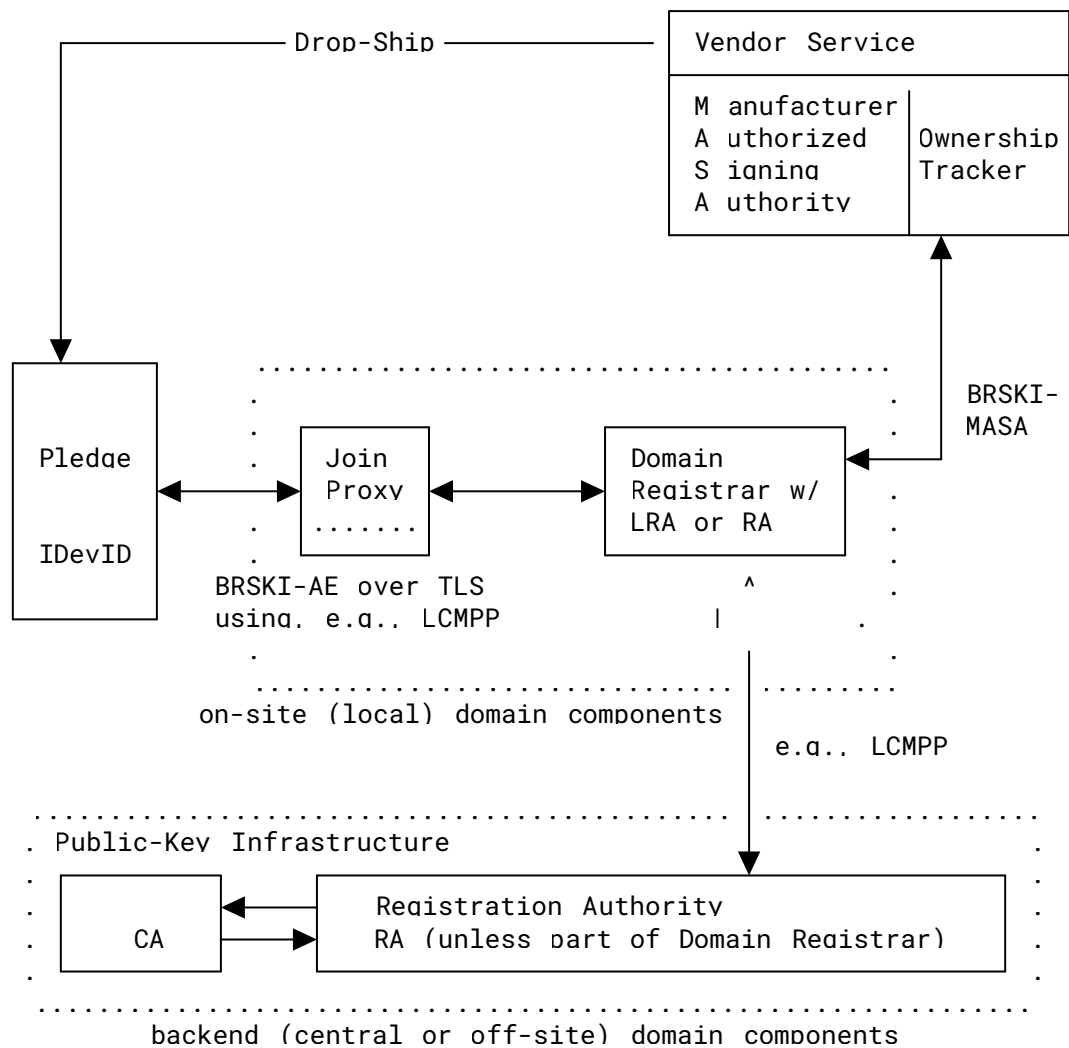 Drop-Ship
Vendor Service
M anufacturer
A uthorized
S igning
A uthority
Ownership
Tracker
BRSKI-
MASA
Pledge
IDevID
Join
Proxy
.......
Domain
Registrar w/
LRA or RA
BRSKI-AE over TLS
using, e.g., LCMPP
^
|
on-site (local) domain components
e.g., LCMPP
Public-Key Infrastructure
CA
Registration Authority
RA (unless part of Domain Registrar)
backend (central or off-site) domain components